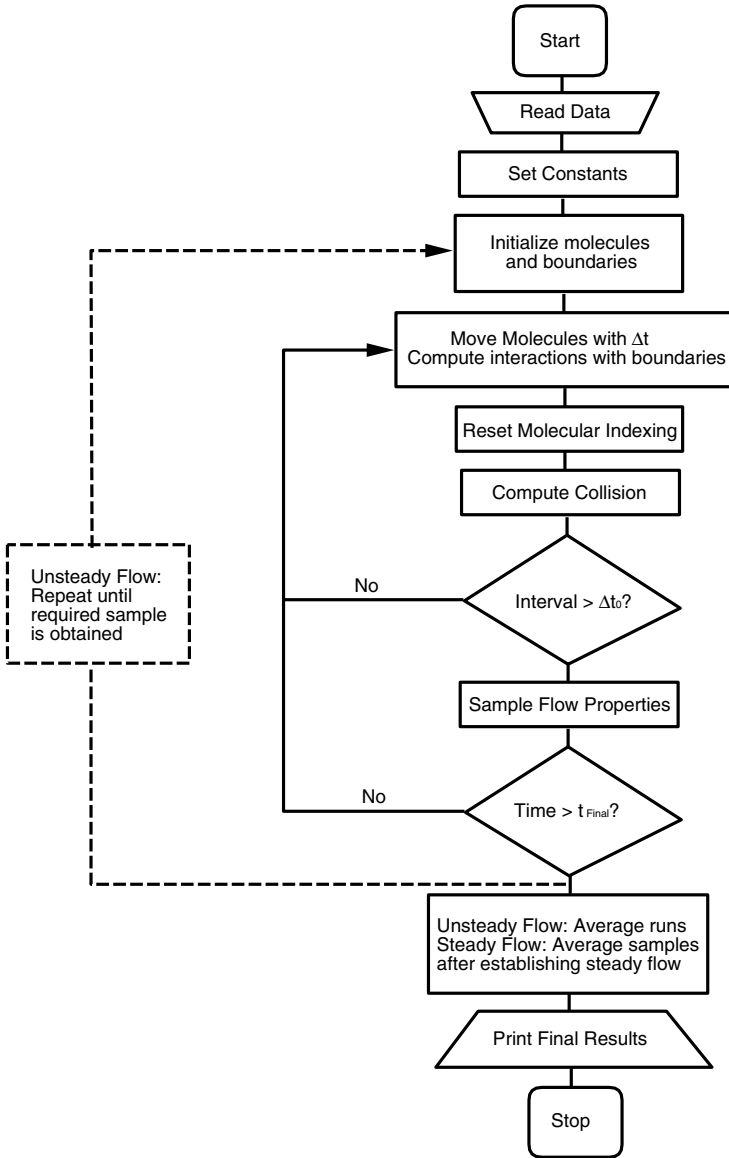 Start
Read Data
Set Constants
Initialize molecules
and boundaries
Move Molecules with Δt
Compute interactions with boundaries
Reset Molecular Indexing
Compute Collision
Interval > Δt₀?
No
Unsteady Flow:
Repeat until
required sample
is obtained
Sample Flow Properties
Time > t Final?
No
Unsteady Flow: Average runs
Steady Flow: Average samples
after establishing steady flow
Print Final Results
Stop